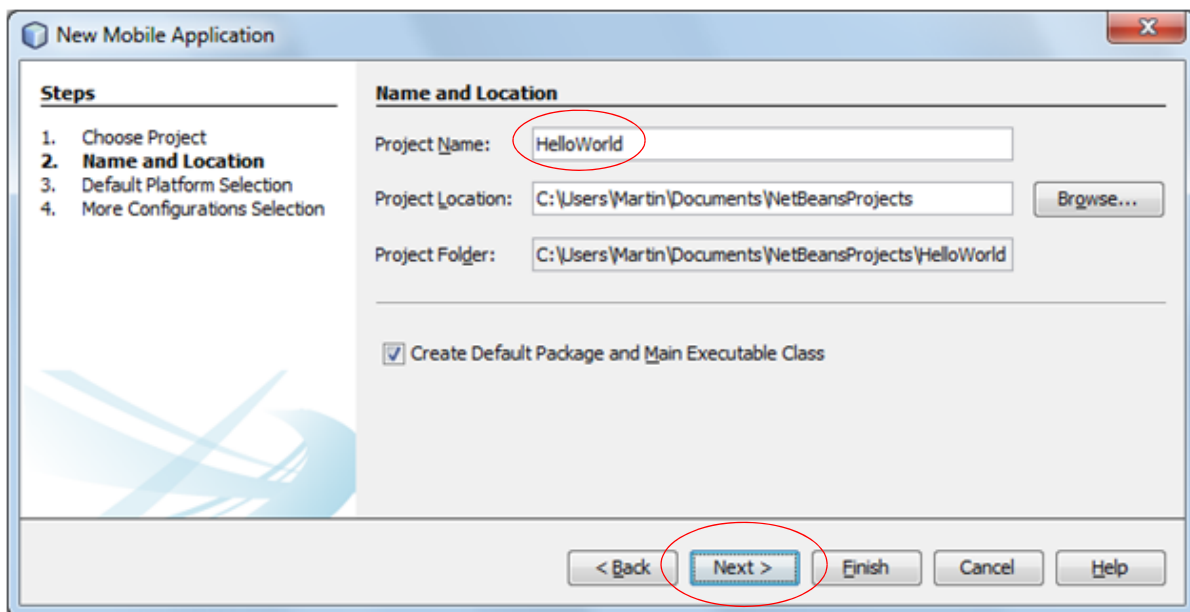 New Mobile Application
Steps
1. Choose Project
2. Name and Location
3. Default Platform Selection
4. More Configurations Selection
Name and Location
Project Name: HelloWorld
Project Location: C:\Users\Martin\Documents\NetBeansProjects Browse...
Project Folder: C:\Users\Martin\Documents\NetBeansProjects\HelloWorld
Create Default Package and Main Executable Class
< Back Next > Finish Cancel Help